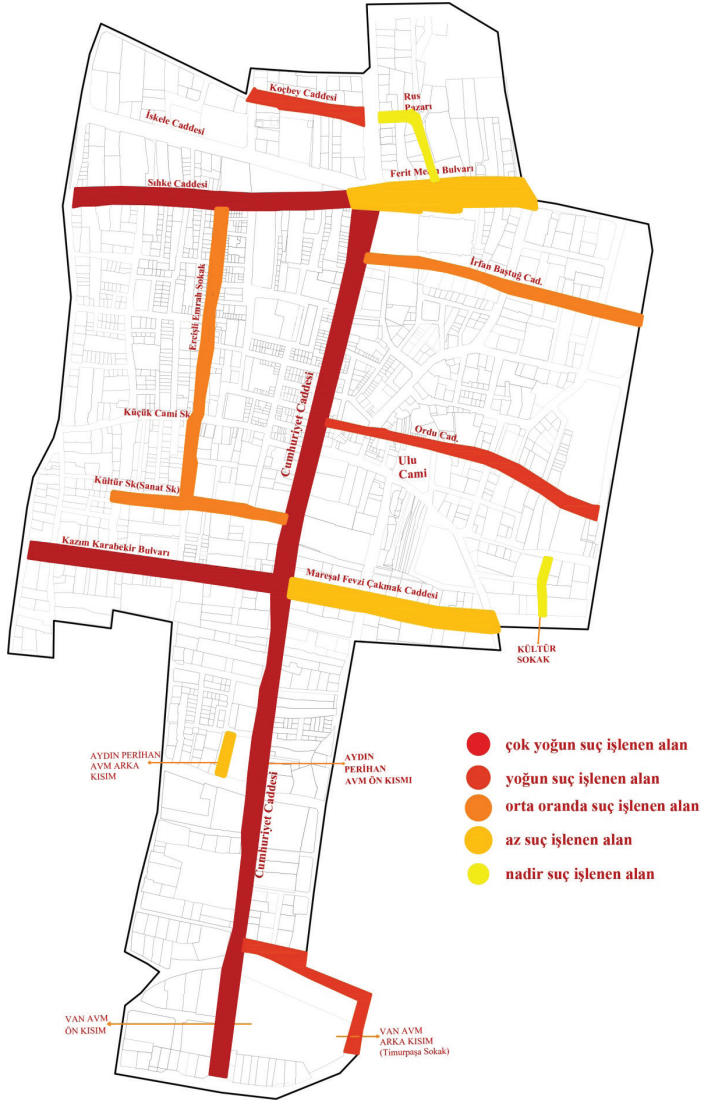 Koçbey Caddesi
Rus
Pazarı
İskele Caddesi
Ferit Melen Bulvarı
Sıhke Caddesi
İrfan Baştuğ Cad.
Ercişli Emrah Sokak
Cumhuriyet Caddesi
Küçük Cami Sk
Ordu Cad.
Ulu
Cami
Kültür Sk(Sanat Sk)
Kazım Karabekir Bulvarı
Mareşal Fevzi Çakmak Caddesi
KÜLTÜR
SOKAK
AYDIN PERİHAN
AVM ARKA
KISIM
AYDIN
PERİHAN
AVM ÖN KISMI
Cumhuriyet Caddesi
çok yoğun suç işlenen alan
yoğun suç işlenen alan
orta oranda suç işlenen alan
az suç işlenen alan
nadir suç işlenen alan
VAN AVM
ÖN KISIM
VAN AVM
ARKA KISIM
(Timurpaşa Sokak)